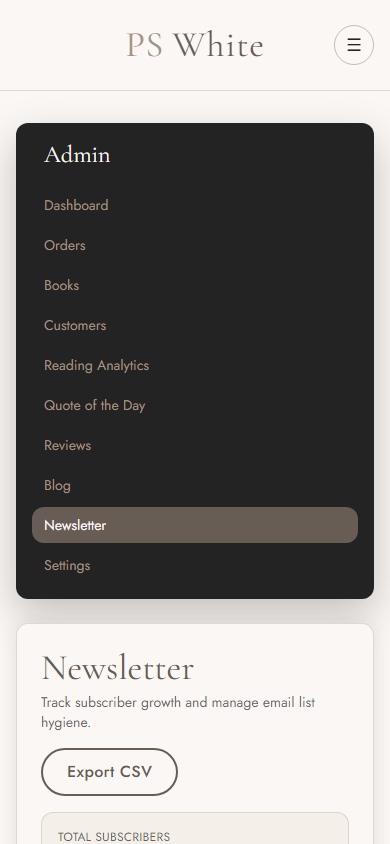 PS White
☰
Admin
Dashboard
Orders
Books
Customers
Reading Analytics
Quote of the Day
Reviews
Blog
Newsletter
Settings
Newsletter
Track subscriber growth and manage email list
hygiene.
Export CSV
TOTAL SUBSCRIBERS